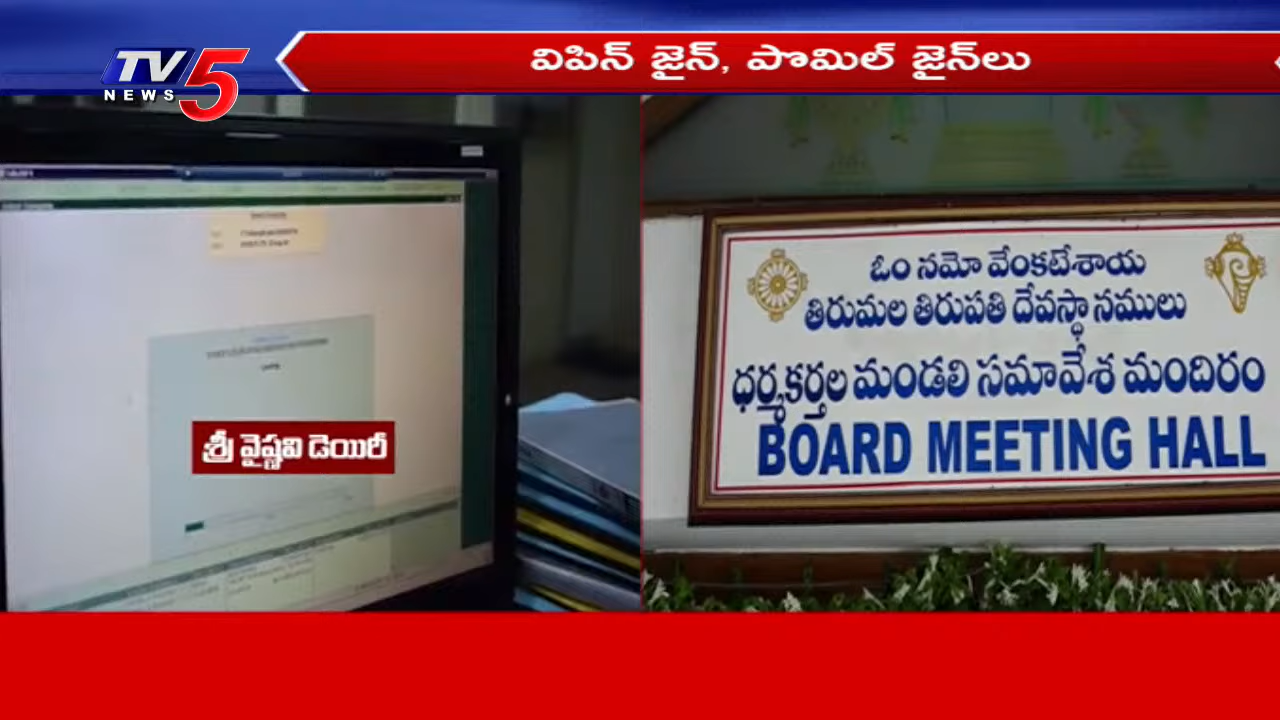 TV5
NEWS
విపిన్ జైన్, పొమిల్ జైన్‌లు
శ్రీ వైష్ణవి డెయిరీ
ఓం నమో వేంకటేశాయ
తిరుమల తిరుపతి దేవస్థానములు
ధర్మకర్తల మండలి సమావేశ మందిరం
BOARD MEETING HALL